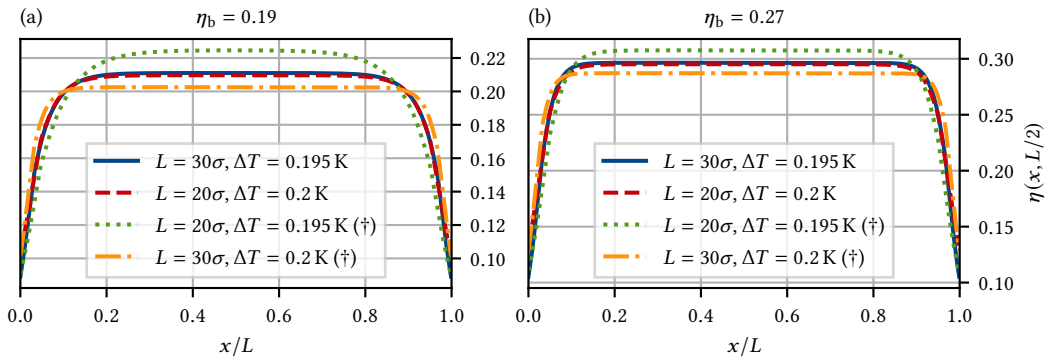 (a)
η_b = 0.19
0.22
0.20
0.18
0.16
0.14
0.12
0.10
L = 30σ, ΔT = 0.195 K
L = 20σ, ΔT = 0.2 K
L = 20σ, ΔT = 0.195 K (†)
L = 30σ, ΔT = 0.2 K (†)
0.0 0.2 0.4 0.6 0.8 1.0
x/L
(b)
η_b = 0.27
0.30
0.25
0.20
0.15
0.10
η(x, L/2)
L = 30σ, ΔT = 0.195 K
L = 20σ, ΔT = 0.2 K
L = 20σ, ΔT = 0.195 K (†)
L = 30σ, ΔT = 0.2 K (†)
0.0 0.2 0.4 0.6 0.8 1.0
x/L